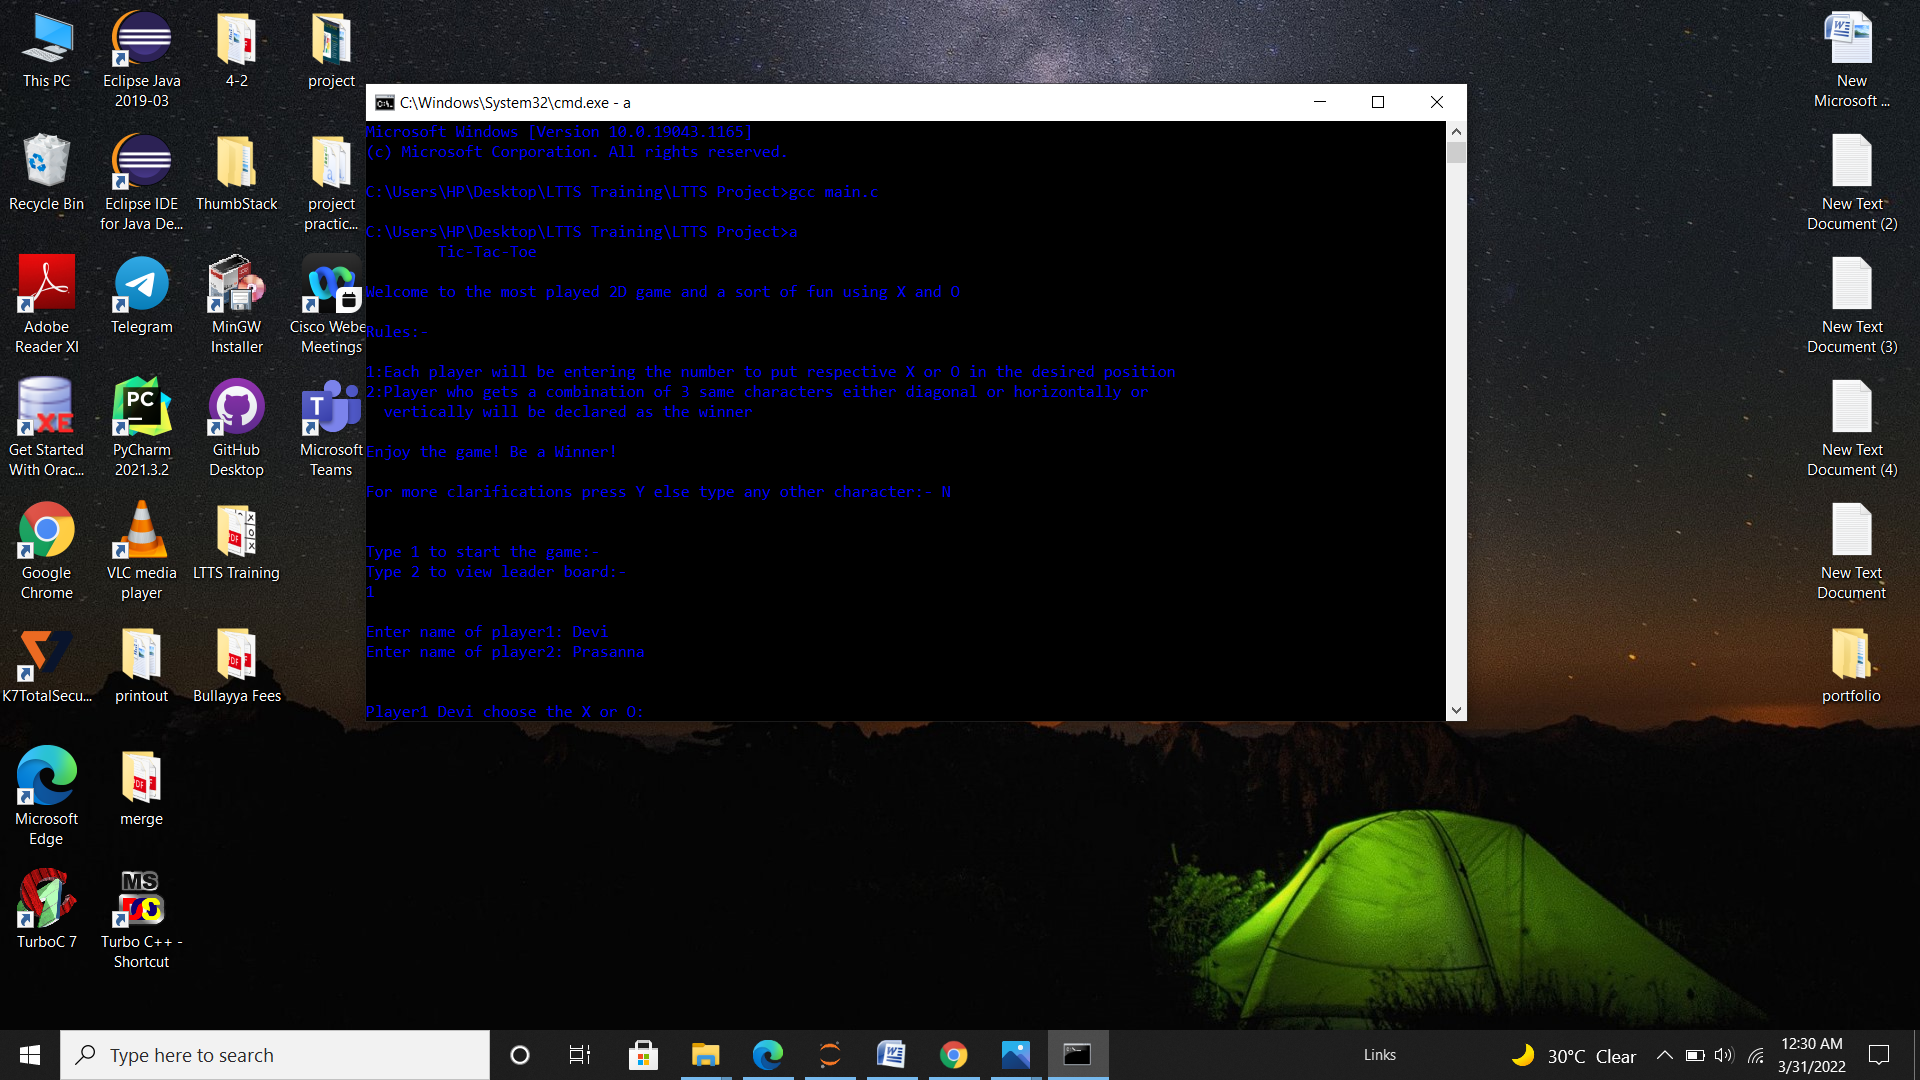 This PC
Eclipse Java
2019-03
4-2
project
Recycle Bin
Eclipse IDE
for Java De...
ThumbStack
project
practic...
Adobe
Reader XI
Telegram
MinGW
Installer
Cisco Webe
Meetings
Get Started
With Orac...
PyCharm
2021.3.2
GitHub
Desktop
Microsoft
Teams
Google
Chrome
VLC media
player
LTTS Training
K7TotalSecu...
printout
Bullayya Fees
Microsoft
Edge
merge
TurboC 7
Turbo C++ -
Shortcut
C:\Windows\System32\cmd.exe - a
Microsoft Windows [Version 10.0.19043.1165]
(c) Microsoft Corporation. All rights reserved.
C:\Users\HP\Desktop\LTTS Training\LTTS Project>gcc main.c
C:\Users\HP\Desktop\LTTS Training\LTTS Project>a
Tic-Tac-Toe
Welcome to the most played 2D game and a sort of fun using X and O
Rules:-
1:Each player will be entering the number to put respective X or O in the desired position
2:Player who gets a combination of 3 same characters either diagonal or horizontally or
vertically will be declared as the winner
Enjoy the game! Be a Winner!
For more clarifications press Y else type any other character:- N
Type 1 to start the game:-
Type 2 to view leader board:-
1
Enter name of player1: Devi
Enter name of player2: Prasanna
Player1 Devi choose the X or O:
New
Microsoft ...
New Text
Document (2)
New Text
Document (3)
New Text
Document (4)
New Text
Document
portfolio
Type here to search
Links
30°C Clear
12:30 AM
3/31/2022